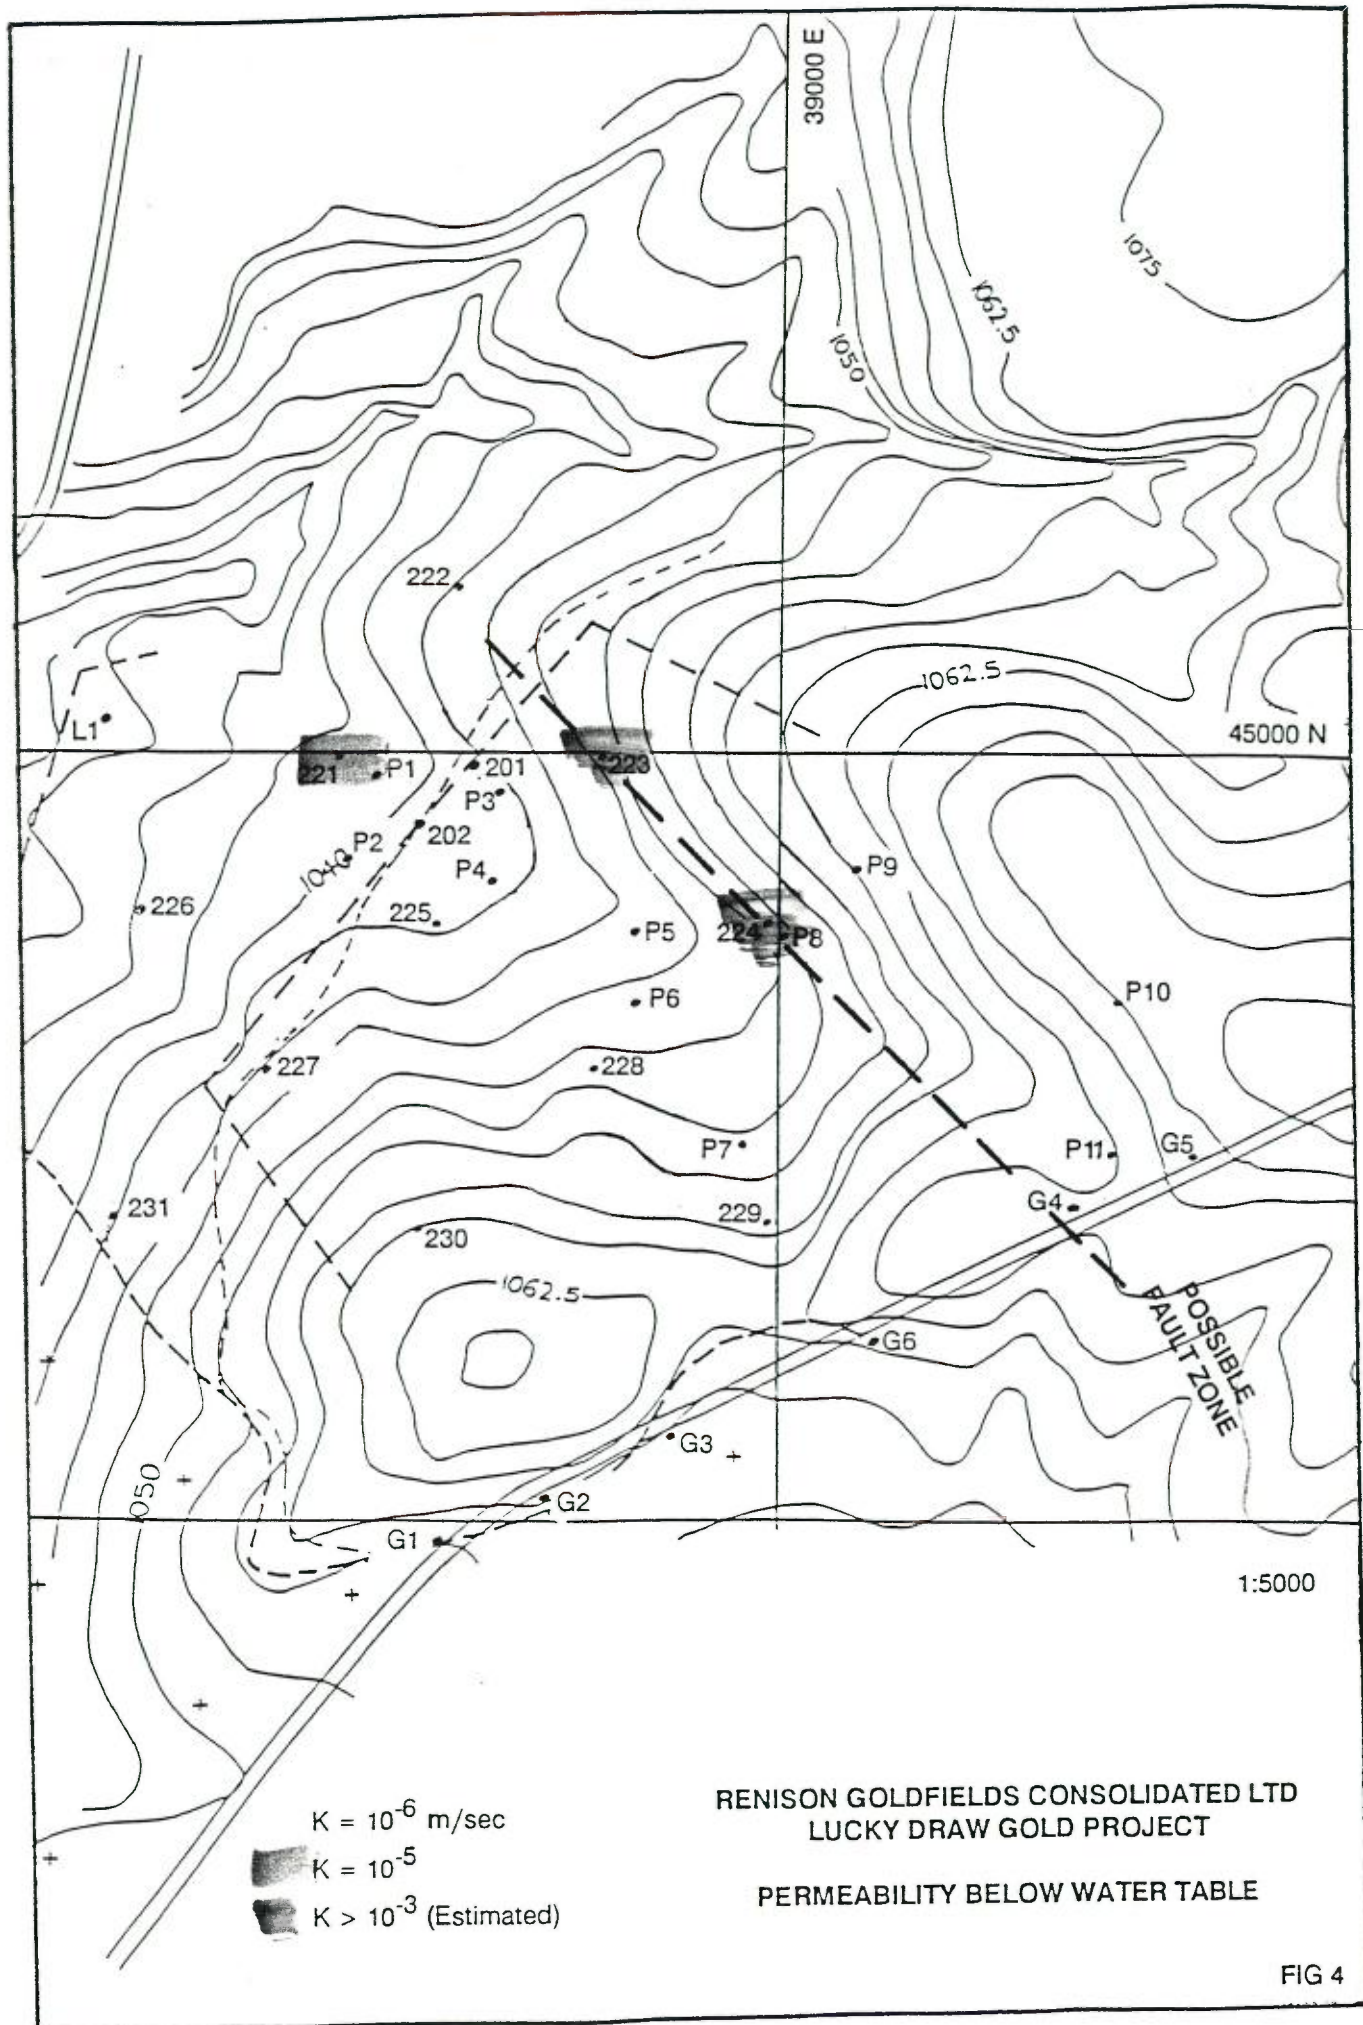 39000 E
1075
1062.5
1050
222
1062.5
L1
45000 N
221
P1
201
223
P3
202
P2
P9
1040
P4
226
225
P5
224
P8
P6
P10
227
228
P7
P11
G5
231
229
G4
230
1062.5
POSSIBLE
FAULT ZONE
G6
G3
1050
G2
G1
1:5000
K = 10⁻⁶ m/sec
K = 10⁻⁵
K > 10⁻³ (Estimated)
RENISON GOLDFIELDS CONSOLIDATED LTD
LUCKY DRAW GOLD PROJECT
PERMEABILITY BELOW WATER TABLE
FIG 4